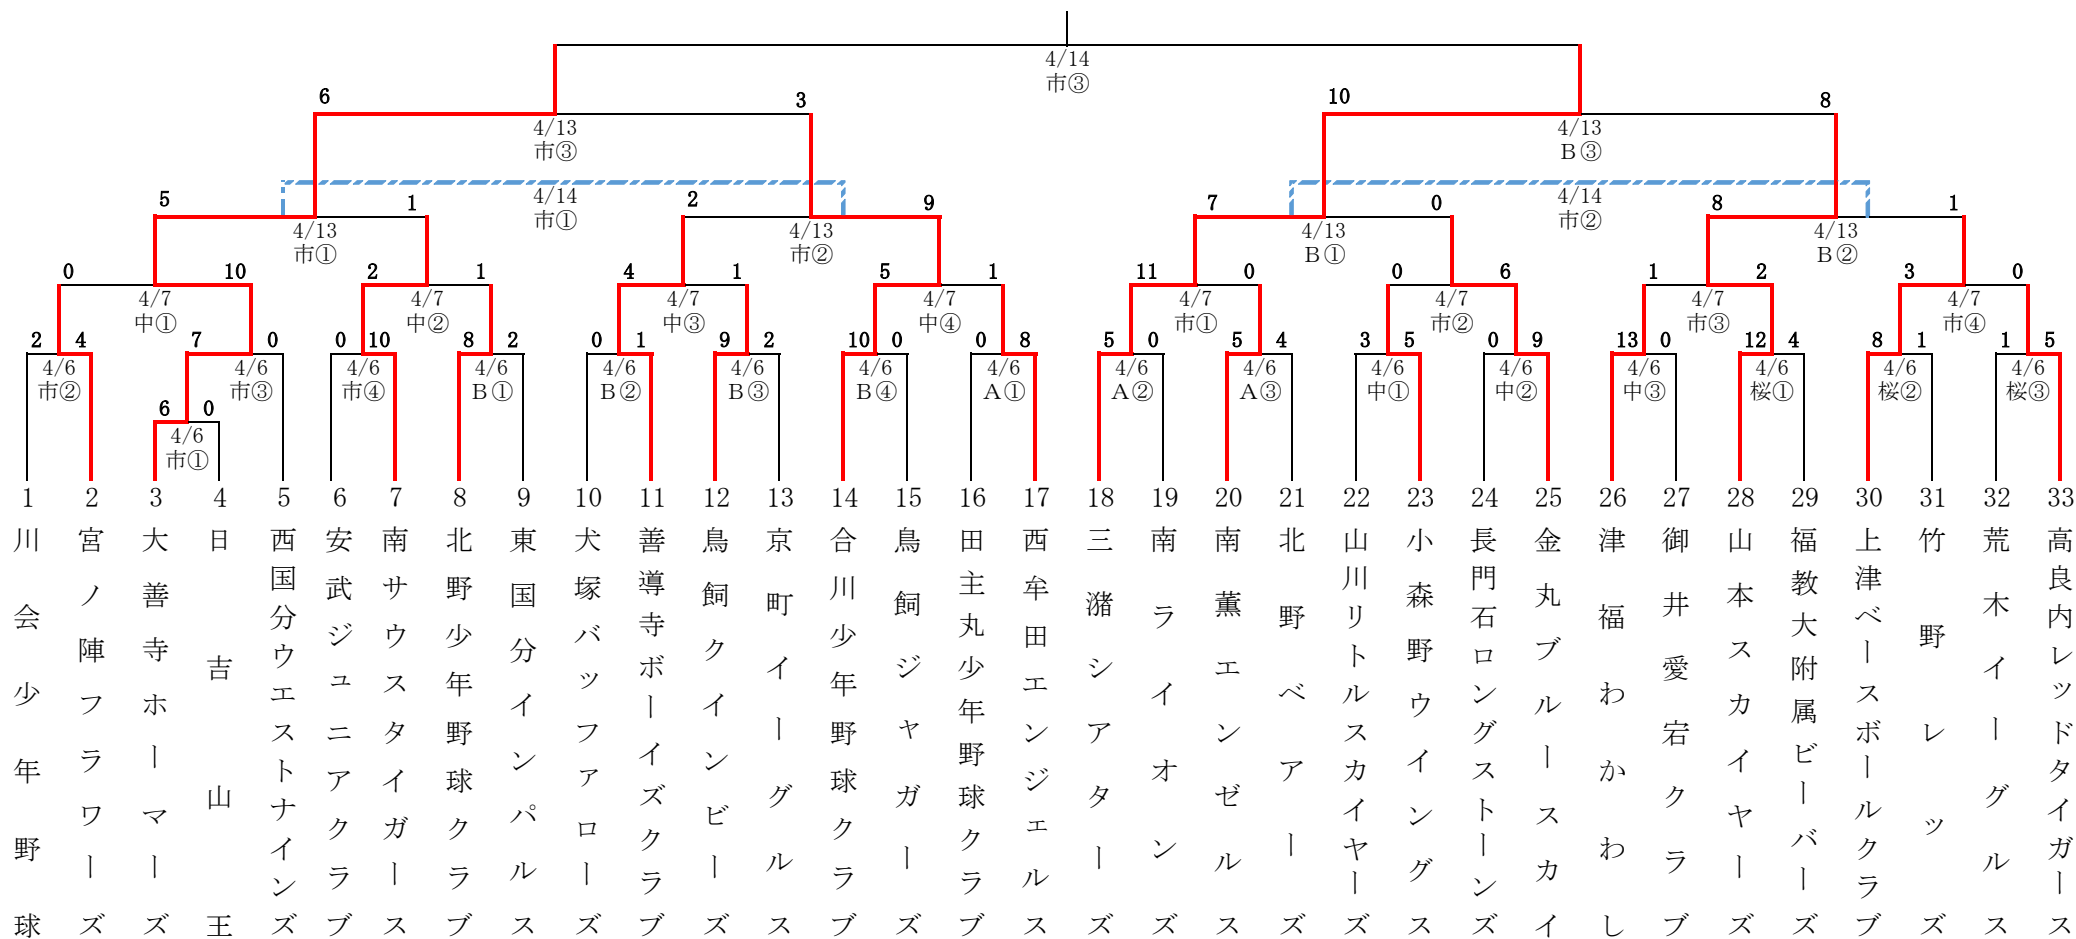 4/14
市③
6 3 10 8
4/13 4/13
市③ B③
4/14 4/14
市① 市②
5 1 2 9 7 0 8 1
4/13 4/13 4/13 4/13
市① 市② B① B②
0 10 2 1 4 1 5 1 11 0 0 6 1 2 3 0
4/7 4/7 4/7 4/7 4/7 4/7 4/7 4/7
中① 中② 中③ 中④ 市① 市② 市③ 市④
2 4 7 0 0 10 8 2 0 1 9 2 10 0 0 8 5 0 5 4 3 5 0 9 13 0 12 4 8 1 1 5
4/6 4/6 4/6 4/6 4/6 4/6 4/6 4/6 4/6 4/6 4/6 4/6 4/6 4/6 4/6 4/6
市② 市③ 市④ B① B② B③ B④ A① A② A③ 中① 中② 中③ 桜① 桜② 桜③
6 0
4/6
市①
1 川会少年野球
2 宮ノ陣フラワーズ
3 大善寺ホーマーズ
4 日吉山王
5 西国分ウエストナインズ
6 安武ジュニアクラブ
7 南サウスタイガース
8 北野少年野球クラブ
9 東国分インパルス
10 犬塚バッファローズ
11 善導寺ボーイズクラブ
12 鳥飼クインビーズ
13 京町イーグルス
14 合川少年野球クラブ
15 鳥飼ジャガーズ
16 田主丸少年野球クラブ
17 西牟田エンジェルス
18 三潴シアターズ
19 南ライオンズ
20 南薫エンゼルス
21 北野ベアーズ
22 山川リトルスカイヤーズ
23 小森野ウイングス
24 長門石ロングストーンズ
25 金丸ブルースカイ
26 津福わかわし
27 御井愛宕クラブ
28 山本スカイヤーズ
29 福教大附属ビーバーズ
30 上津ベースボールクラブ
31 竹野レッズ
32 荒木イーグルス
33 高良内レッドタイガース